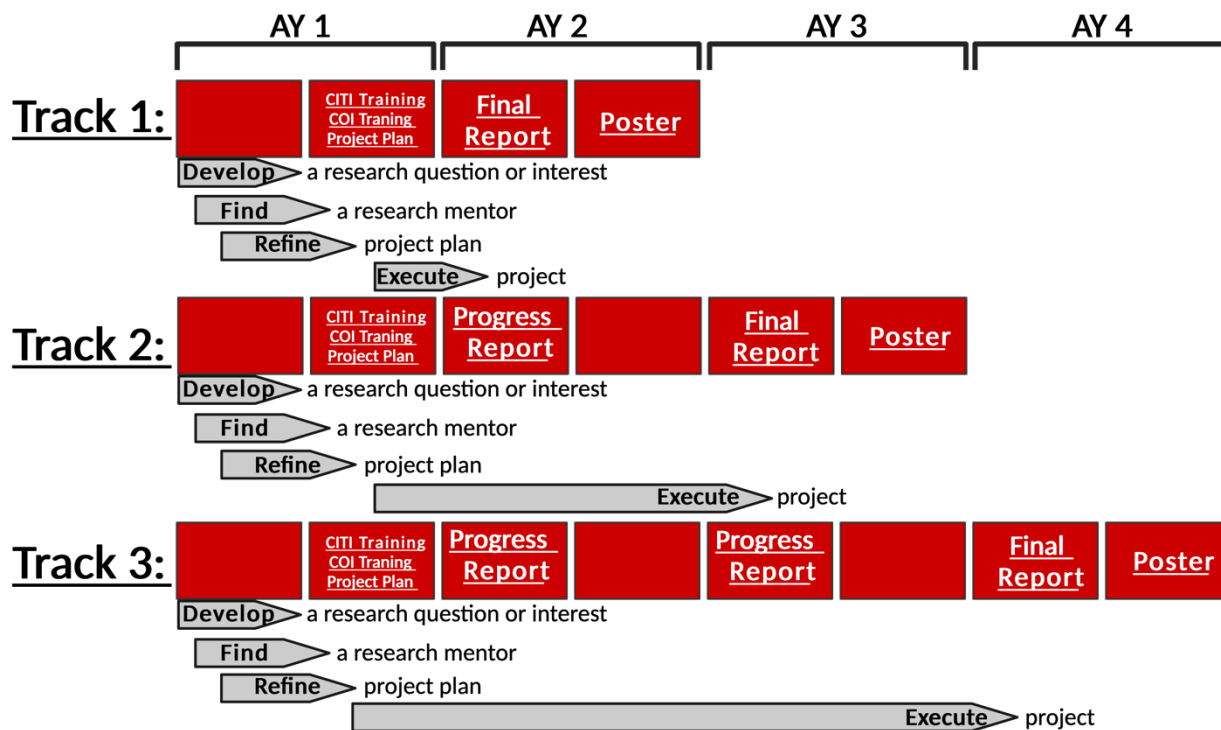 AY 1 AY 2 AY 3 AY 4
Track 1:
CITI Training
COI Traning
Project Plan
Final
Report
Poster
Develop a research question or interest
Find a research mentor
Refine project plan
Execute project
Track 2:
CITI Training
COI Traning
Project Plan
Progress
Report
Final
Report
Poster
Develop a research question or interest
Find a research mentor
Refine project plan
Execute project
Track 3:
CITI Training
COI Traning
Project Plan
Progress
Report
Progress
Report
Final
Report
Poster
Develop a research question or interest
Find a research mentor
Refine project plan
Execute project